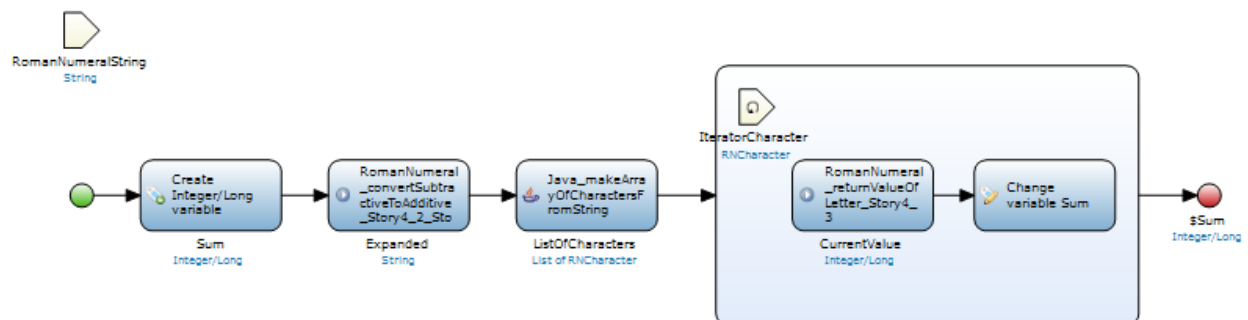 RomanNumeralString
String
Create
Integer/Long
variable
Sum
Integer/Long
RomanNumeral
_convertSubtra
ctiveToAdditive
_Story4_2_Sto
Expanded
String
Java_makeArra
yOfCharactersF
romString
ListOfCharacters
List of RNCharacter
IteratorCharacter
RNCharacter
RomanNumeral
_returnValueOf
Letter_Story4_
3
CurrentValue
Integer/Long
Change
variable Sum
$Sum
Integer/Long